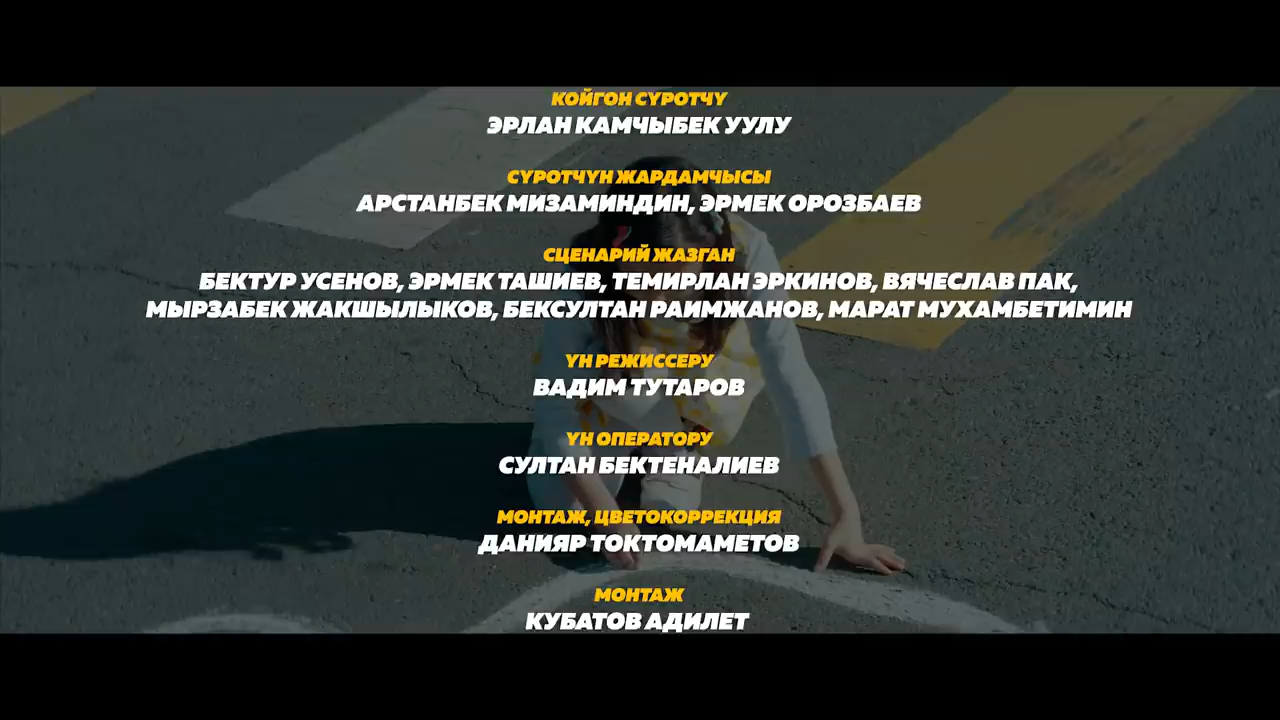 КОЙГОН СҮРОТЧҮ
ЭРЛАН КАМЧЫБЕК УУЛУ
СҮРОТЧҮН ЖАРДАМЧЫСЫ
АРСТАНБЕК МИЗАМИНДИН, ЭРМЕК ОРОЗБАЕВ
СЦЕНАРИЙ ЖАЗГАН
БЕКТУР УСЕНОВ, ЭРМЕК ТАШИЕВ, ТЕМИРЛАН ЭРКИНОВ, ВЯЧЕСЛАВ ПАК,
МЫРЗАБЕК ЖАКШЫЛЫКОВ, БЕКСУЛТАН РАИМЖАНОВ, МАРАТ МУХАМБЕТИМИН
ҮН РЕЖИССЕРУ
ВАДИМ ТУТАРОВ
ҮН ОПЕРАТОРУ
СУЛТАН БЕКТЕНАЛИЕВ
МОНТАЖ, ЦВЕТОКОРРЕКЦИЯ
ДАНИЯР ТОКТОМАМЕТОВ
МОНТАЖ
КУБАТОВ АДИЛЕТ